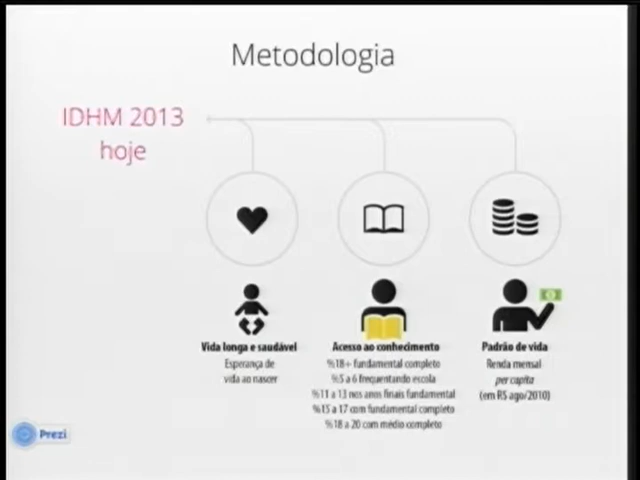 Metodologia
IDHM 2013
hoje
Vida longa e saudável
Esperança de
vida ao nascer
Acesso ao conhecimento
%18+ fundamental completo
%5 a 6 frequentando escola
%11 a 13 nos anos finais fundamental
%15 a 17 com fundamental completo
%18 a 20 com médio completo
Padrão de vida
Renda mensal
per capita
(em R$ ago/2010)
Prezi